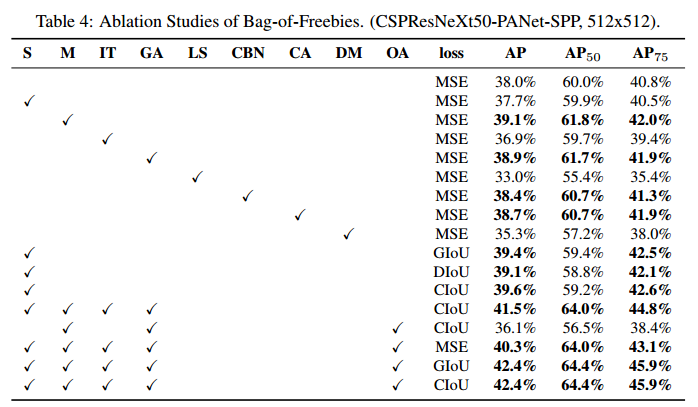 Table 4: Ablation Studies of Bag-of-Freebies. (CSPResNeXt50-PANet-SPP, 512x512).
S M IT GA LS CBN CA DM OA loss AP AP50 AP75
MSE 38.0% 60.0% 40.8%
✓ MSE 37.7% 59.9% 40.5%
✓ MSE 39.1% 61.8% 42.0%
✓ MSE 36.9% 59.7% 39.4%
✓ MSE 38.9% 61.7% 41.9%
✓ MSE 33.0% 55.4% 35.4%
✓ MSE 38.4% 60.7% 41.3%
✓ MSE 38.7% 60.7% 41.9%
✓ MSE 35.3% 57.2% 38.0%
✓ GIoU 39.4% 59.4% 42.5%
✓ DIoU 39.1% 58.8% 42.1%
✓ CIoU 39.6% 59.2% 42.6%
✓ ✓ ✓ ✓ CIoU 41.5% 64.0% 44.8%
✓ ✓ ✓ CIoU 36.1% 56.5% 38.4%
✓ ✓ ✓ ✓ ✓ MSE 40.3% 64.0% 43.1%
✓ ✓ ✓ ✓ ✓ GIoU 42.4% 64.4% 45.9%
✓ ✓ ✓ ✓ ✓ CIoU 42.4% 64.4% 45.9%